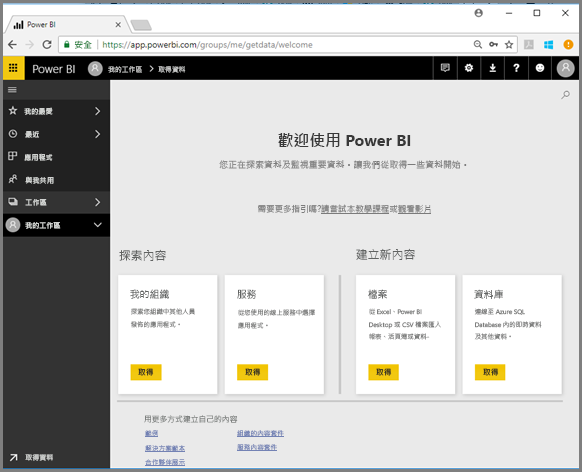 Power BI
安全 | https://app.powerbi.com/groups/me/getdata/welcome
Power BI 我的工作區 > 取得資料
我的最愛
最近
應用程式
與我共用
工作區
我的工作區
取得資料
歡迎使用 Power BI
您正在探索資料及監視重要資料。讓我們從取得一些資料開始。
需要更多指引嗎?請嘗試本教學課程或觀看影片
探索內容
我的組織
探索您組織中其他人員
發佈的應用程式。
取得
服務
從您使用的線上服務中選擇
應用程式。
取得
建立新內容
檔案
從 Excel、Power BI
Desktop 或 CSV 檔案匯入
報表、活頁簿或資料。
取得
資料庫
連線至 Azure SQL
Database 內的即時資料
及其他資料。
取得
用更多方式建立自己的內容
範例
解決方案範本
合作夥伴展示
組織的內容套件
服務內容套件